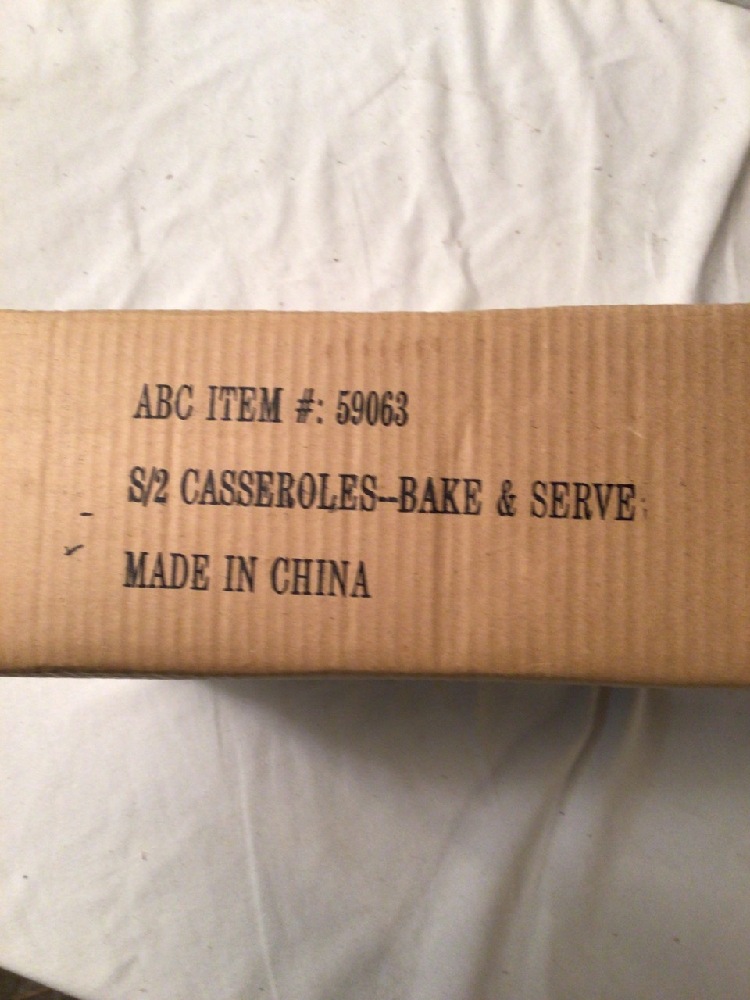 ABC ITEM #: 59063
S/2 CASSEROLES–BAKE & SERVE
MADE IN CHINA